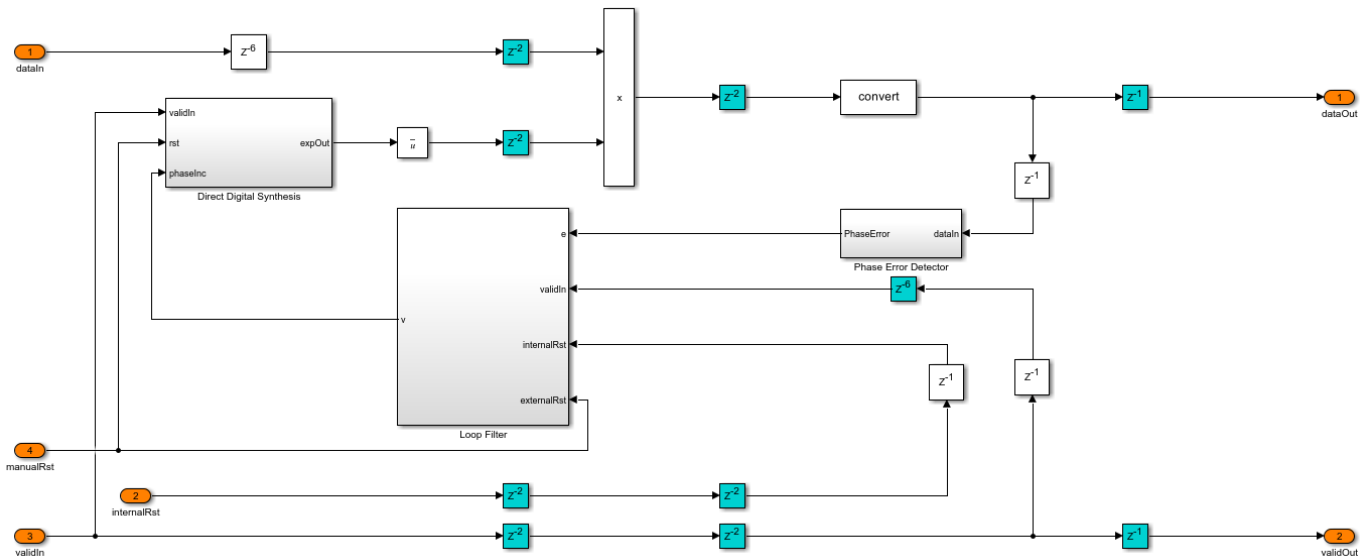 1
dataIn
z-6
z-2
x
z-2
convert
z-1
1
dataOut
validIn
rst
phaseInc
expOut
Direct Digital Synthesis
u
z-2
z-1
PhaseError
dataIn
Phase Error Detector
e
validIn
internalRst
externalRst
v
Loop Filter
z-6
z-1
z-1
4
manualRst
2
internalRst
z-2
z-2
3
validIn
z-2
z-2
z-1
2
validOut